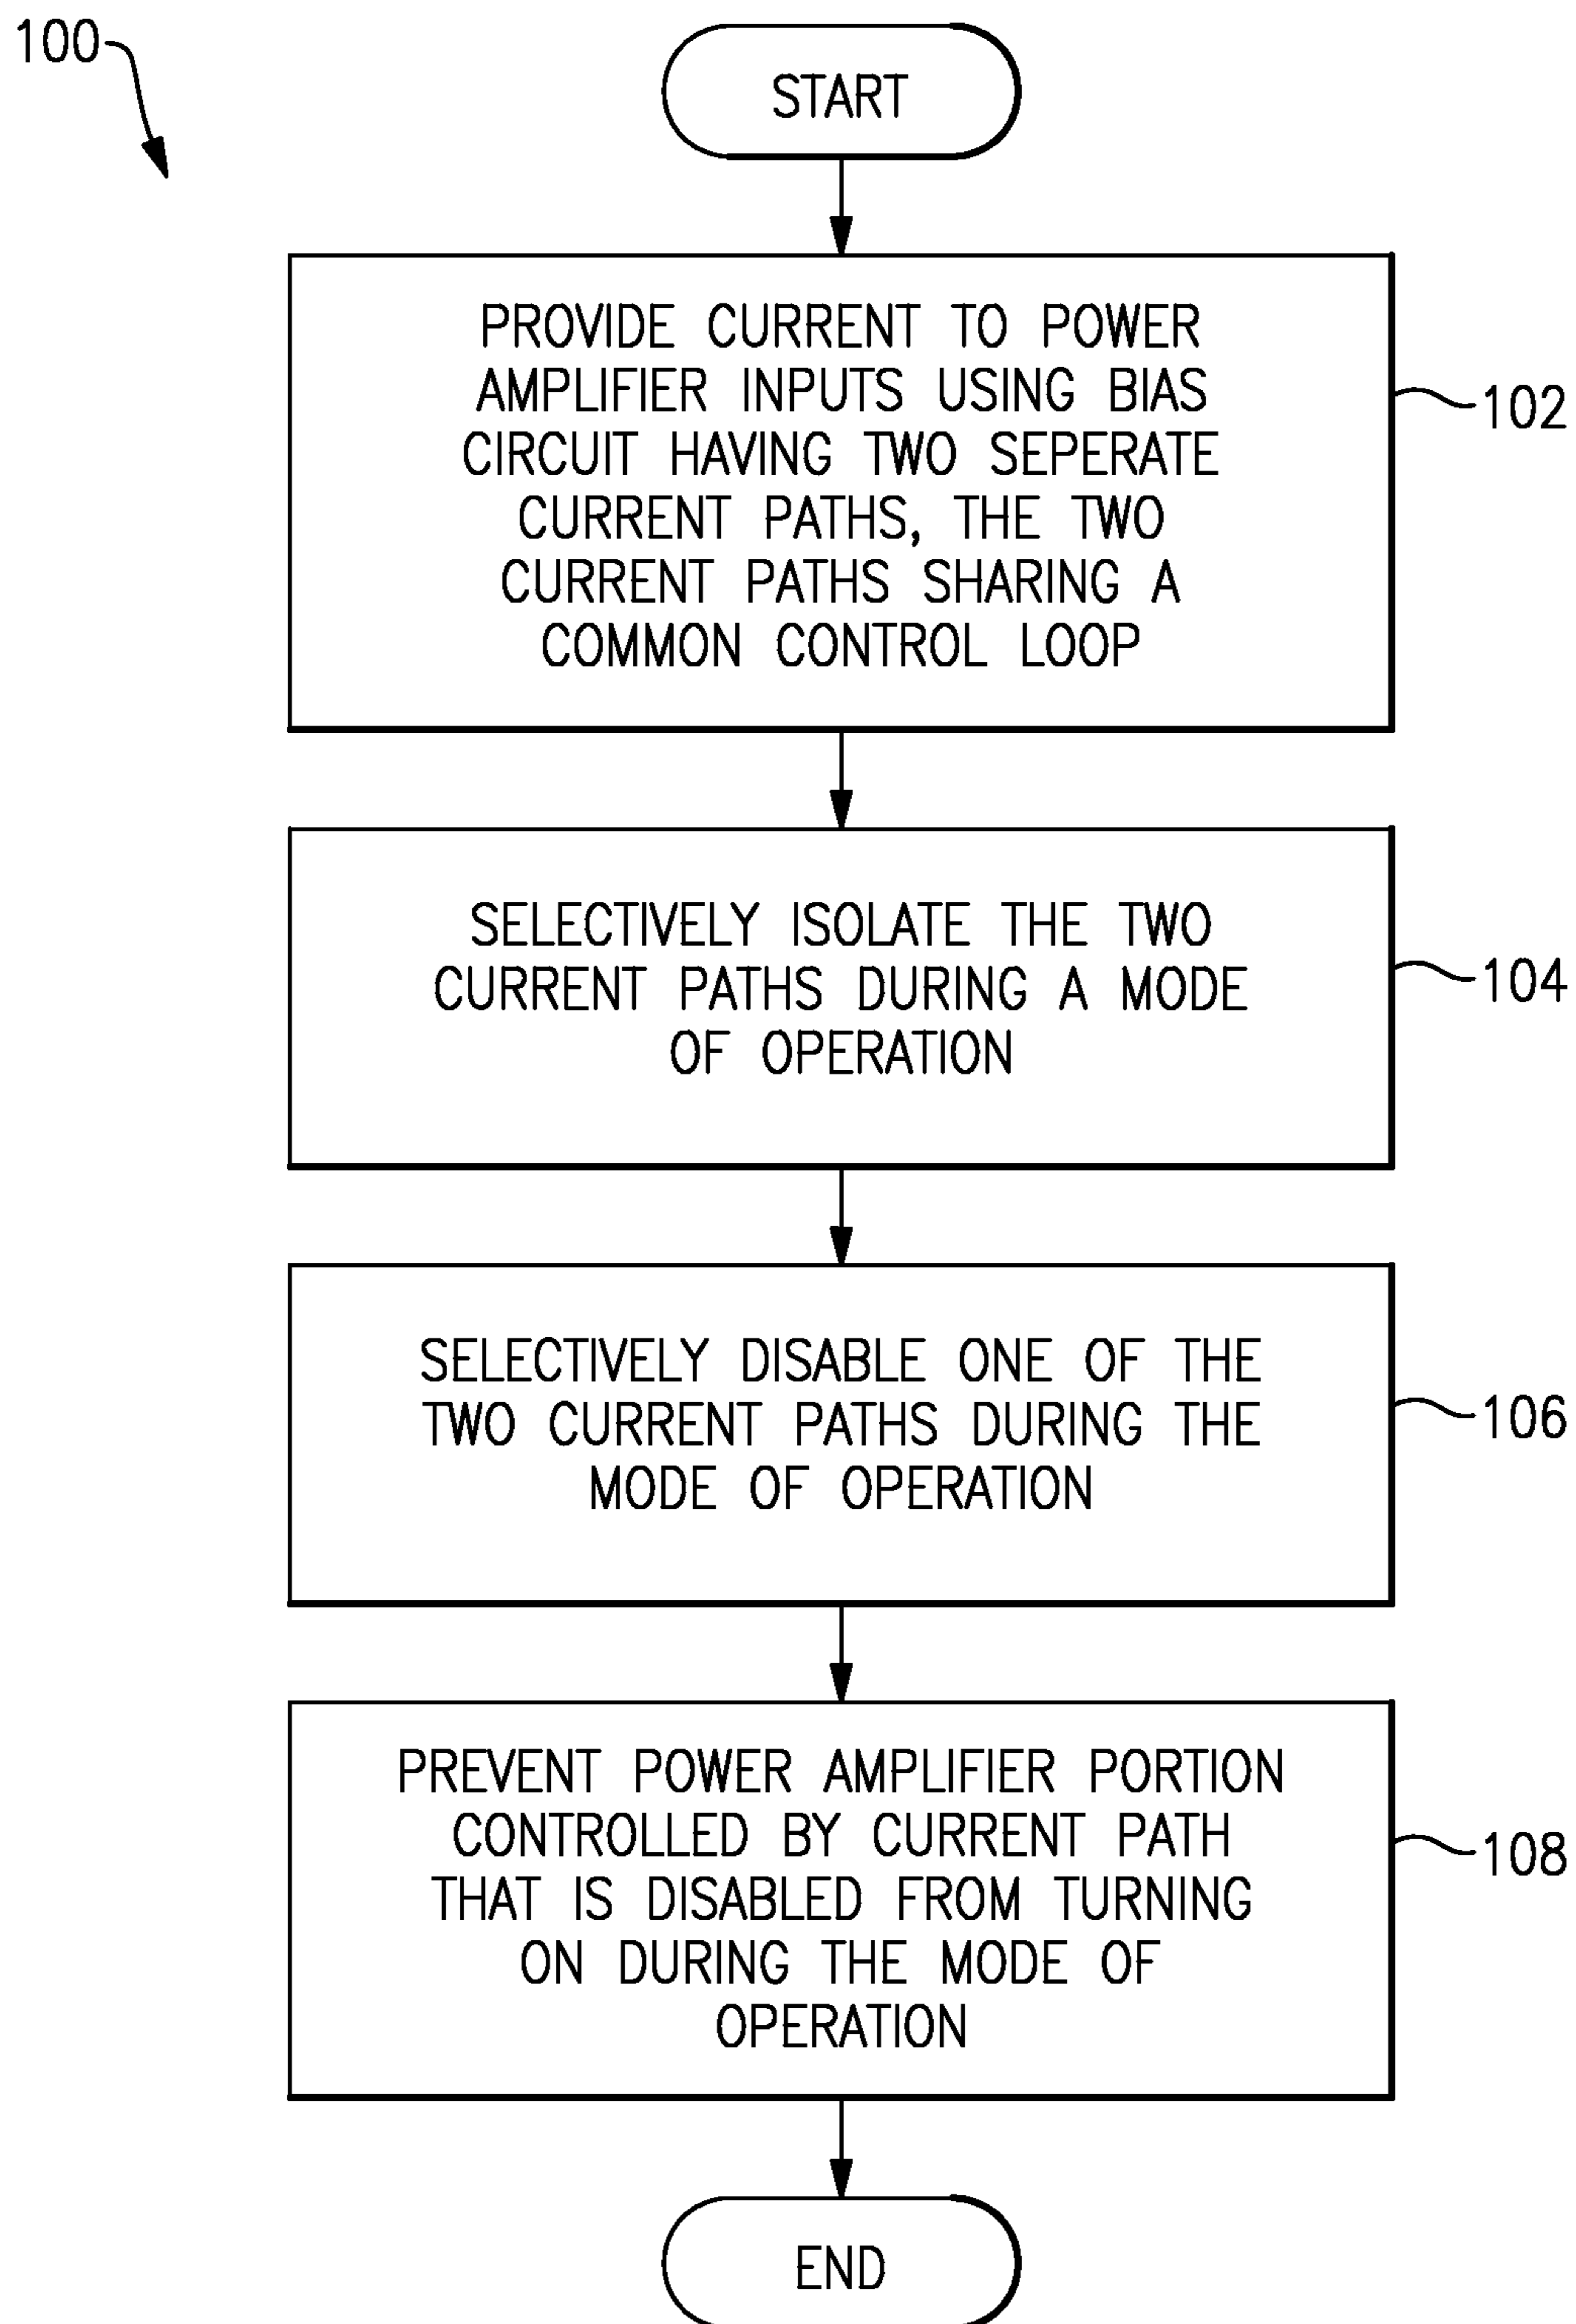 100
START
PROVIDE CURRENT TO POWER
AMPLIFIER INPUTS USING BIAS
CIRCUIT HAVING TWO SEPERATE
CURRENT PATHS, THE TWO
CURRENT PATHS SHARING A
COMMON CONTROL LOOP
102
SELECTIVELY ISOLATE THE TWO
CURRENT PATHS DURING A MODE
OF OPERATION
104
SELECTIVELY DISABLE ONE OF THE
TWO CURRENT PATHS DURING THE
MODE OF OPERATION
106
PREVENT POWER AMPLIFIER PORTION
CONTROLLED BY CURRENT PATH
THAT IS DISABLED FROM TURNING
ON DURING THE MODE OF
OPERATION
108
END